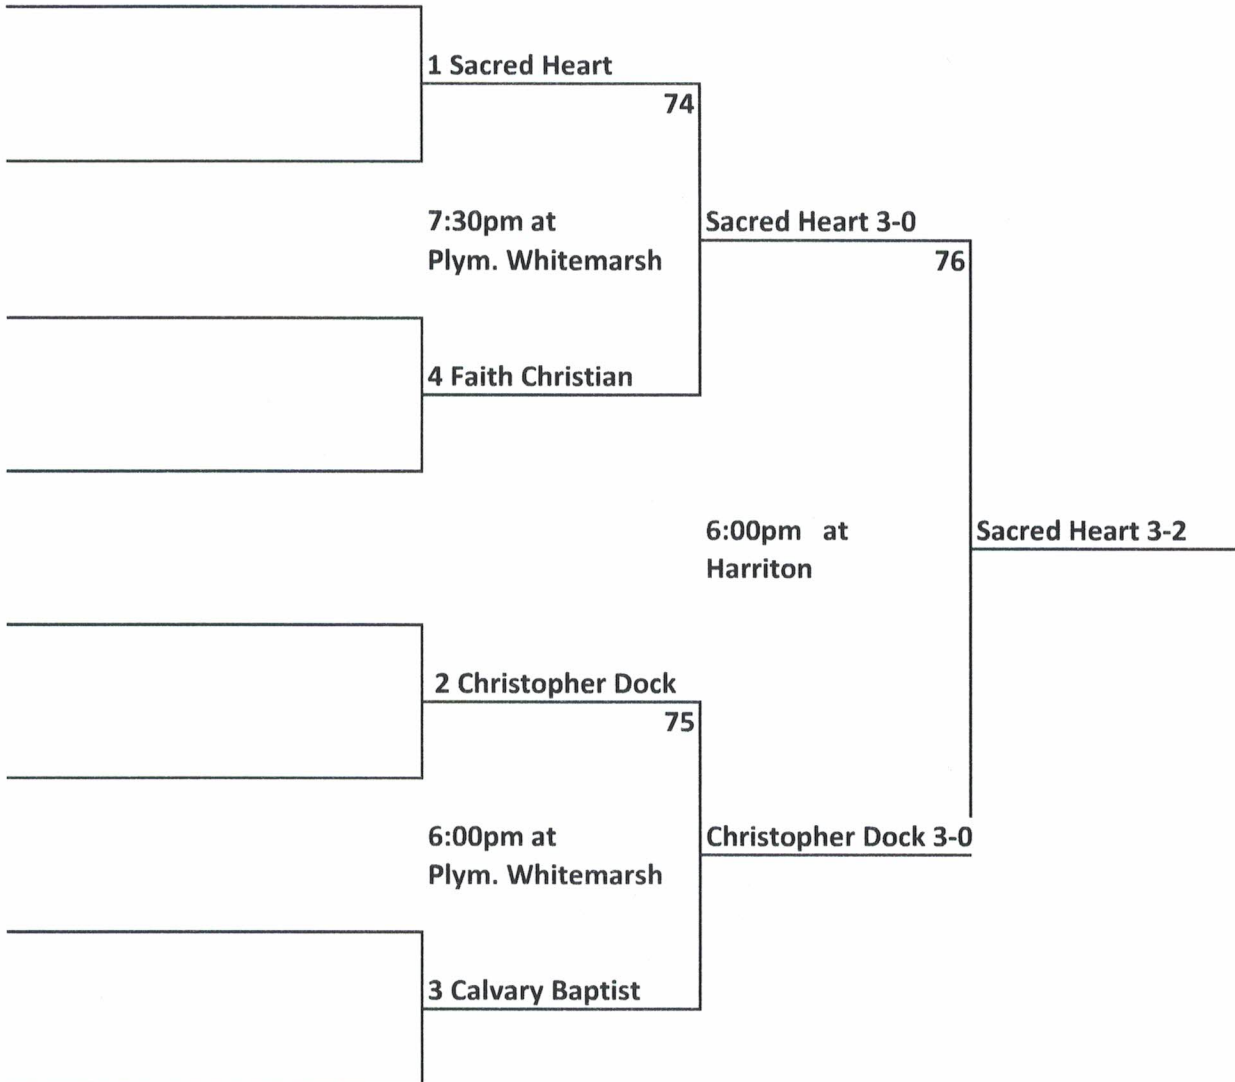 1 Sacred Heart
74
7:30pm at
Plym. Whitemarsh
Sacred Heart 3-0
76
4 Faith Christian
6:00pm at
Harriton
Sacred Heart 3-2
2 Christopher Dock
75
6:00pm at
Plym. Whitemarsh
Christopher Dock 3-0
3 Calvary Baptist